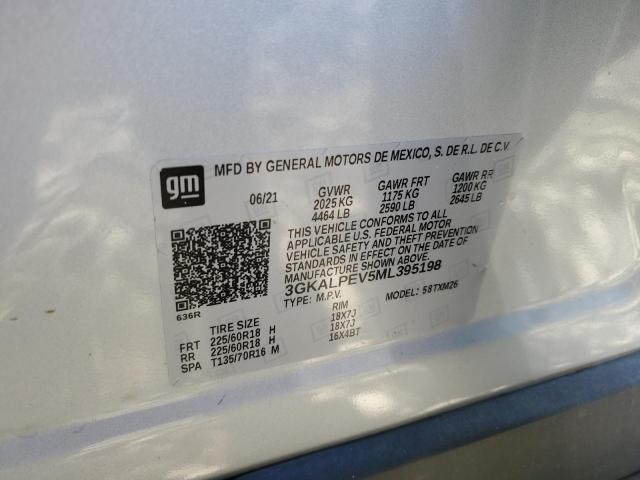 gm
MFD BY GENERAL MOTORS DE MEXICO, S. DE R.L. DE C.V.
06/21 GVWR GAWR FRT GAWR RR
2025 KG 1175 KG 1200 KG
4464 LB 2590 LB 2645 LB
THIS VEHICLE CONFORMS TO ALL
APPLICABLE U.S. FEDERAL MOTOR
VEHICLE SAFETY, BUMPER, AND THEFT PREVENTION
STANDARDS IN EFFECT ON THE DATE OF
MANUFACTURE SHOWN ABOVE.
3GKALPEV5ML395198
TYPE: M.P.V. MODEL: 58TXM26
636R
TIRE SIZE RIM
FRT 225/60R18 H 18X7J
RR 225/60R18 H 18X7J
SPA T135/70R16 M 16X4BT